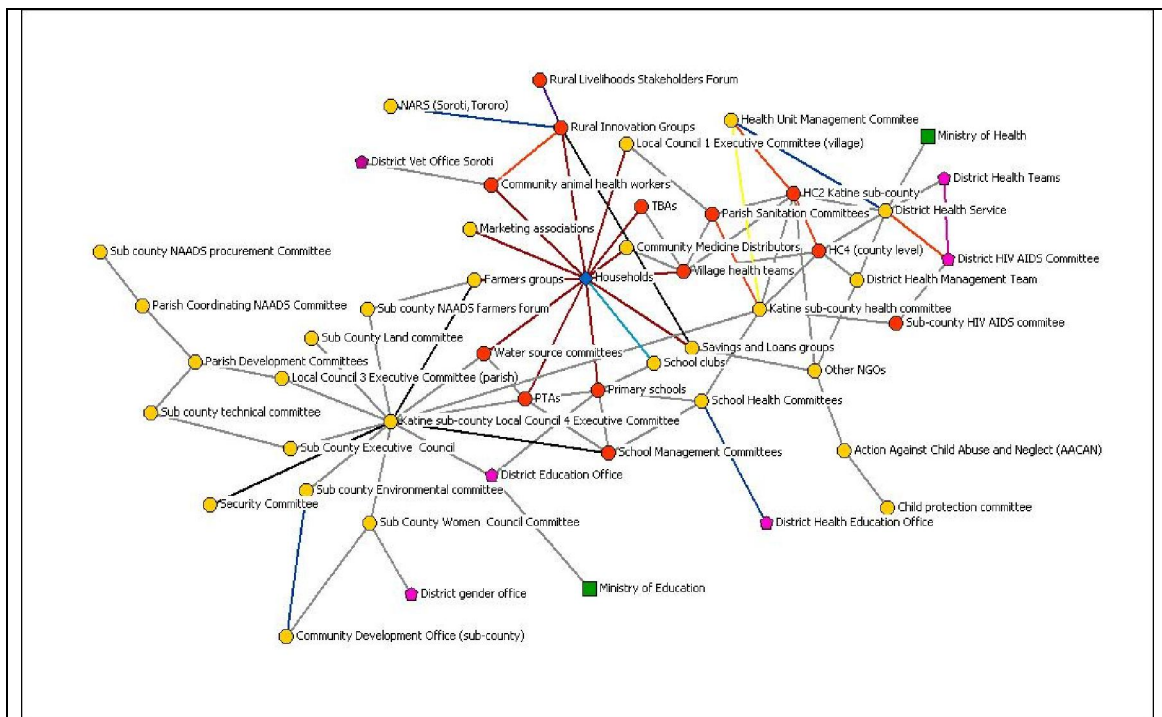 Rural Livelihoods Stakeholders Forum
NARS (Soroti,Tororo)
Health Unit Management Commitee
Rural Innovation Groups
Ministry of Health
Local Council 1 Executive Committee (village)
District Vet Office Soroti
District Health Teams
Community animal health workers
HC2 Katine sub-county
TBAs
Parish Sanitation Committees
District Health Service
Marketing associations
Community Medicine Distributors
HC4 (county level)
Sub county NAADS procurement Committee
District HIV AIDS Committee
Village health teams
Households
Farmers groups
District Health Management Team
Parish Coordinating NAADS Committee
Sub county NAADS farmers forum
Katine sub-county health committee
Sub-county HIV AIDS commitee
Sub County Land committee
Savings and Loans groups
Water source committees
Parish Development Committees
School clubs
Other NGOs
Local Council 3 Executive Committee (parish)
Primary schools
PTAs
School Health Committees
Sub county technical committee
Katine sub-county Local Council 4 Executive Committee
Sub County Executive Council
School Management Committees
Action Against Child Abuse and Neglect (AACAN)
District Education Office
Sub county Environmental committee
Security Committee
Child protection committee
Sub County Women Council Committee
District Health Education Office
Ministry of Education
District gender office
Community Development Office (sub-county)